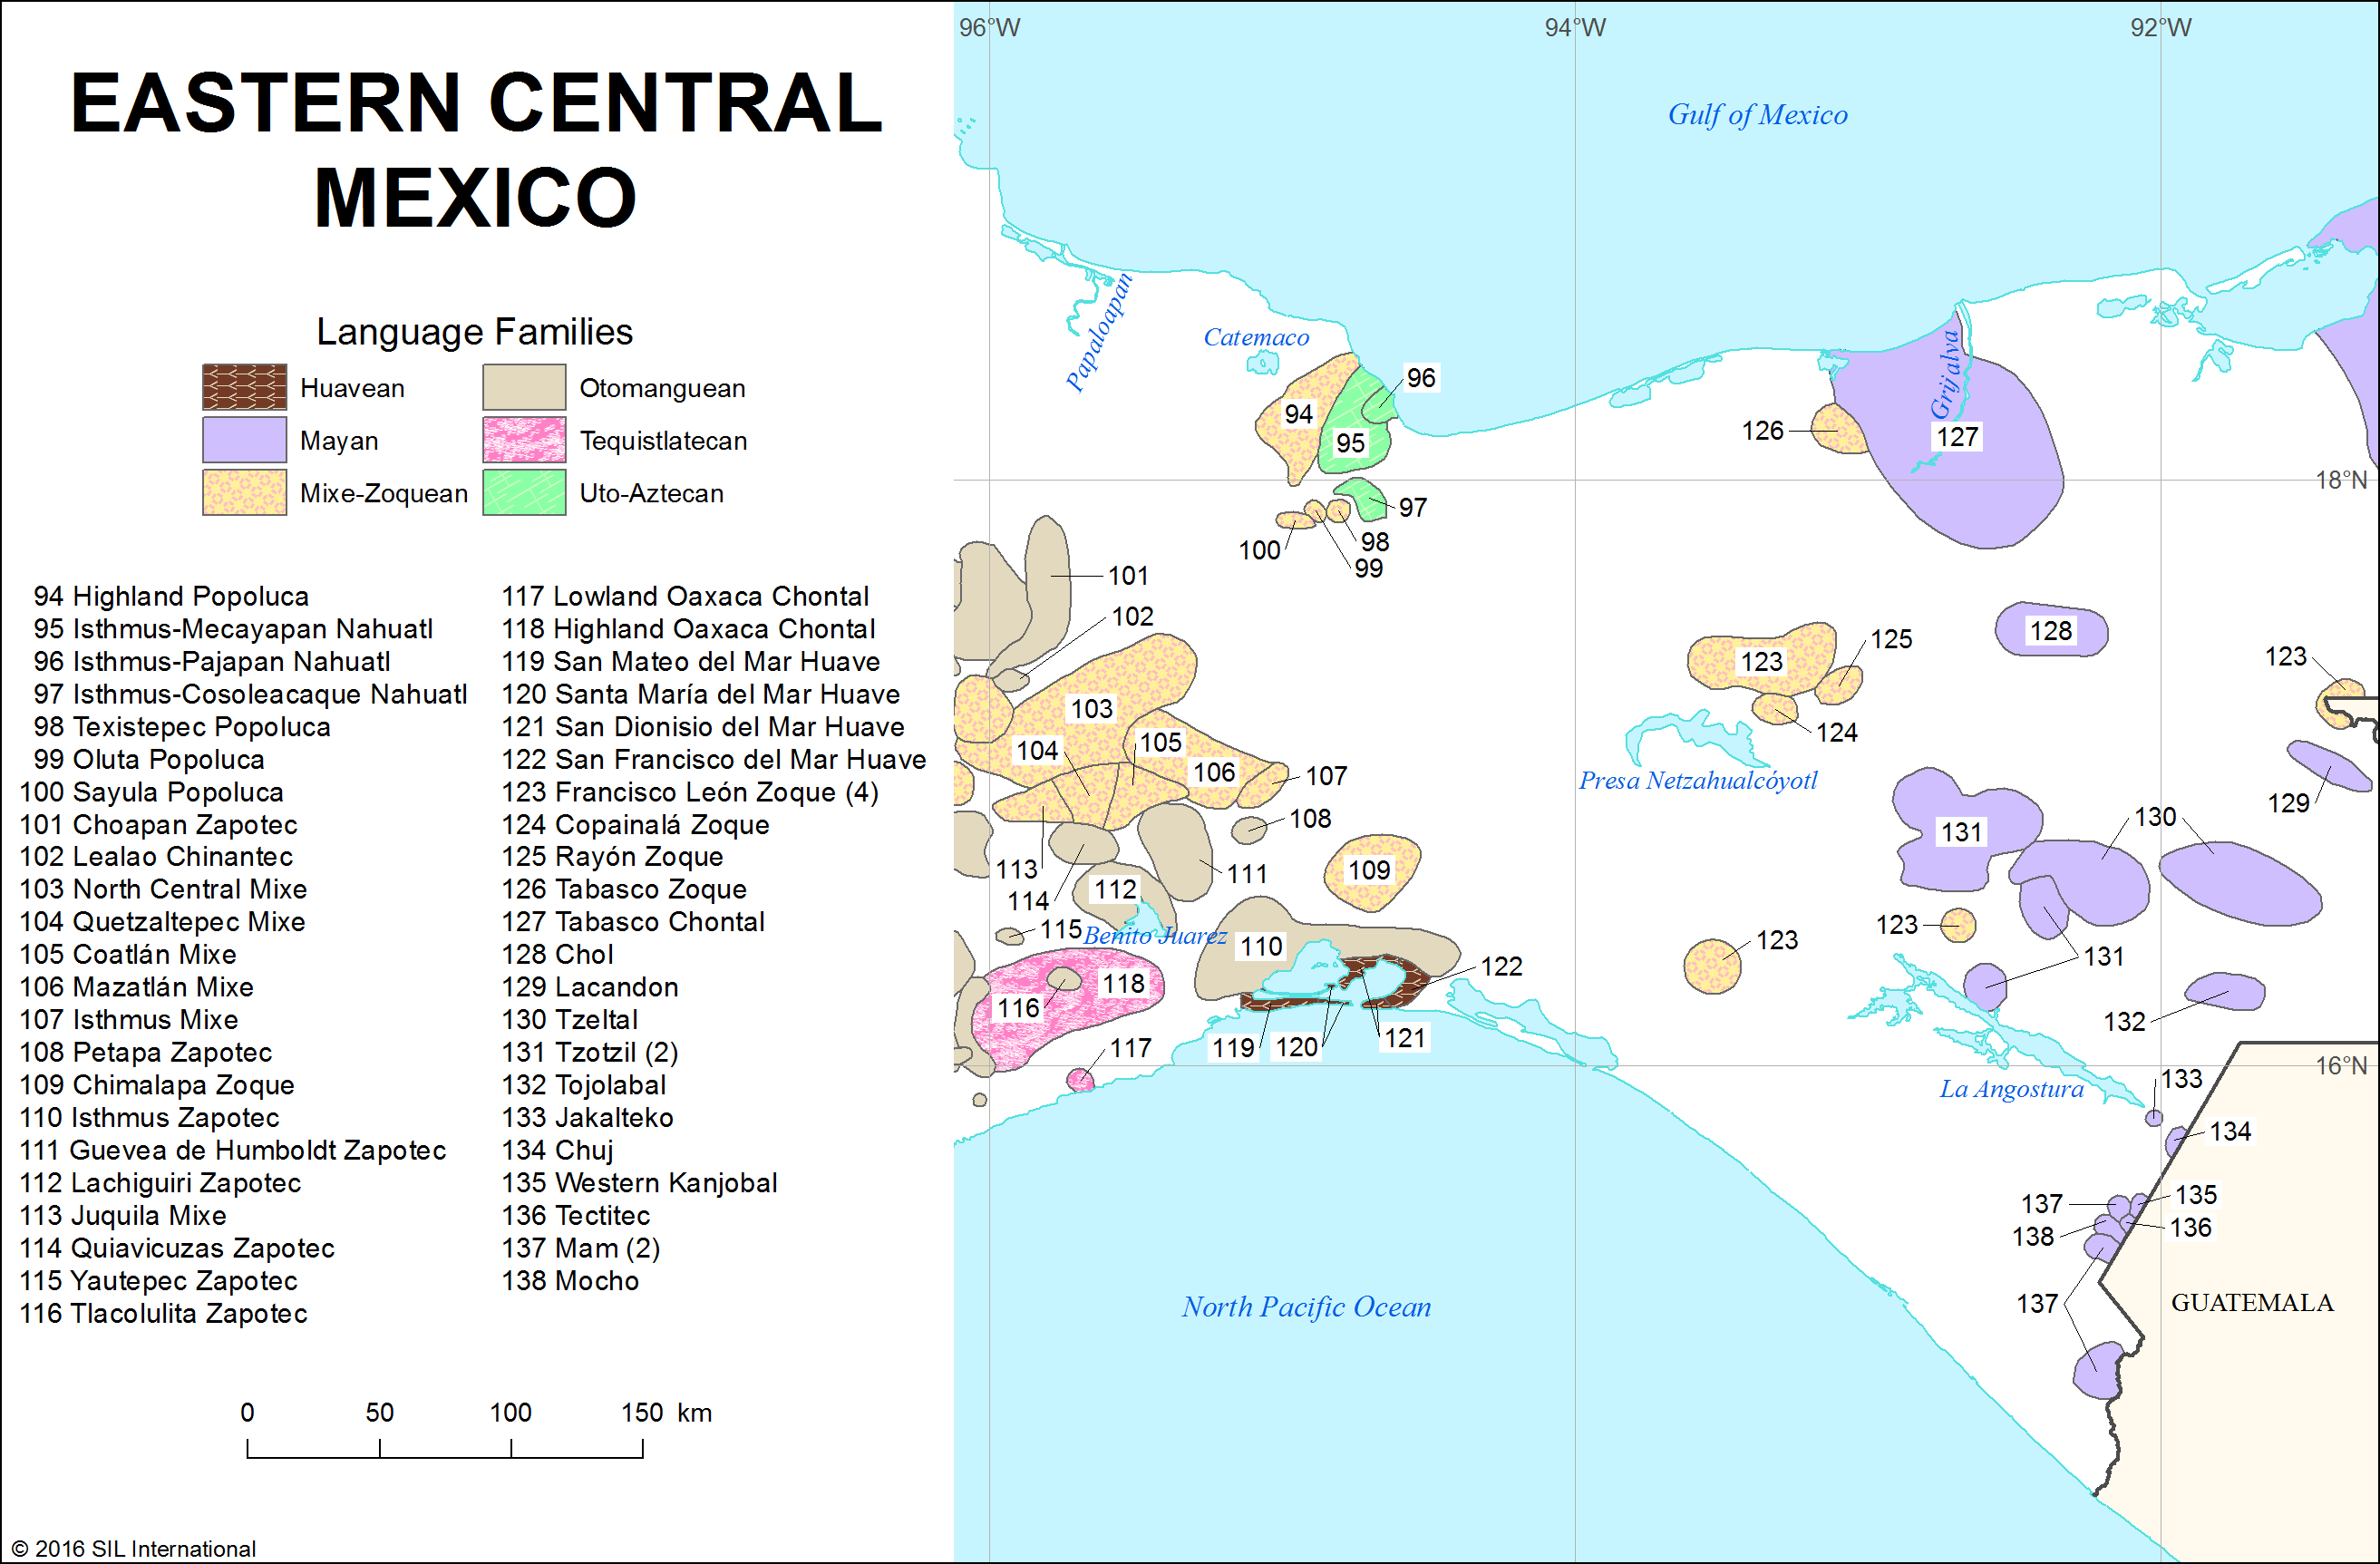 EASTERN CENTRAL
MEXICO
Language Families
Huavean
Otomanguean
Mayan
Tequistlatecan
Mixe-Zoquean
Uto-Aztecan
94 Highland Popoluca
95 Isthmus-Mecayapan Nahuatl
96 Isthmus-Pajapan Nahuatl
97 Isthmus-Cosoleacaque Nahuatl
98 Texistepec Popoluca
99 Oluta Popoluca
100 Sayula Popoluca
101 Choapan Zapotec
102 Lealao Chinantec
103 North Central Mixe
104 Quetzaltepec Mixe
105 Coatlán Mixe
106 Mazatlán Mixe
107 Isthmus Mixe
108 Petapa Zapotec
109 Chimalapa Zoque
110 Isthmus Zapotec
111 Guevea de Humboldt Zapotec
112 Lachiguiri Zapotec
113 Juquila Mixe
114 Quiavicuzas Zapotec
115 Yautepec Zapotec
116 Tlacolulita Zapotec
117 Lowland Oaxaca Chontal
118 Highland Oaxaca Chontal
119 San Mateo del Mar Huave
120 Santa María del Mar Huave
121 San Dionisio del Mar Huave
122 San Francisco del Mar Huave
123 Francisco León Zoque (4)
124 Copainalá Zoque
125 Rayón Zoque
126 Tabasco Zoque
127 Tabasco Chontal
128 Chol
129 Lacandon
130 Tzeltal
131 Tzotzil (2)
132 Tojolabal
133 Jakalteko
134 Chuj
135 Western Kanjobal
136 Tectitec
137 Mam (2)
138 Mocho
0 50 100 150 km
© 2016 SIL International
96°W
94°W
92°W
Gulf of Mexico
Papaloapan
Catemaco
Grijalva
96
94
95
126
127
18°N
97
98
100
99
101
102
128
125
123
123
103
124
105
104
106
107
Presa Netzahualcóyotl
129
108
130
131
113
109
111
112
114
123
115
Benito Juarez
123
110
131
122
118
116
132
121
119
120
117
16°N
133
La Angostura
134
135
137
136
138
137
GUATEMALA
North Pacific Ocean